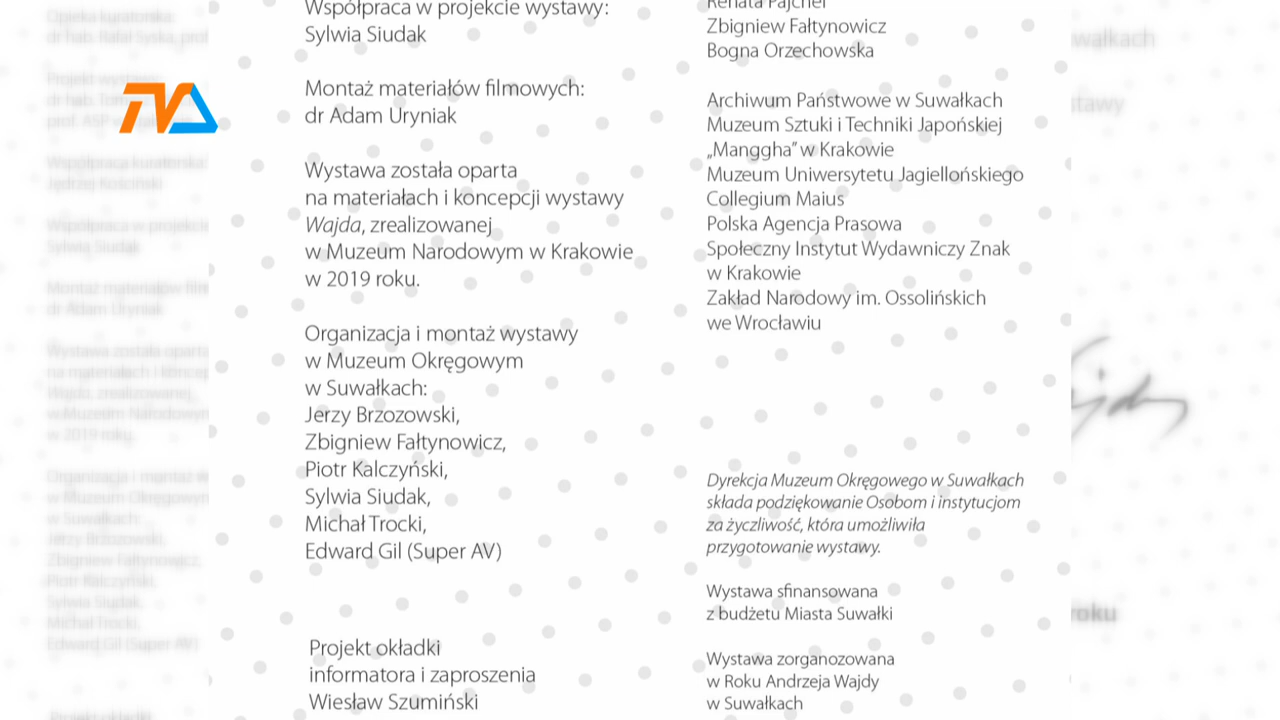 TVA
Współpraca w projekcie wystawy:
Sylwia Siudak
Montaż materiałów filmowych:
dr Adam Uryniak
Wystawa została oparta
na materiałach i koncepcji wystawy
Wajda, zrealizowanej
w Muzeum Narodowym w Krakowie
w 2019 roku.
Organizacja i montaż wystawy
w Muzeum Okręgowym
w Suwałkach:
Jerzy Brzozowski,
Zbigniew Fałtynowicz,
Piotr Kalczyński,
Sylwia Siudak,
Michał Trocki,
Edward Gil (Super AV)
Projekt okładki
informatora i zaproszenia
Wiesław Szumiński
Renata Pajchel
Zbigniew Fałtynowicz
Bogna Orzechowska
Archiwum Państwowe w Suwałkach
Muzeum Sztuki i Techniki Japońskiej
„Manggha” w Krakowie
Muzeum Uniwersytetu Jagiellońskiego
Collegium Maius
Polska Agencja Prasowa
Społeczny Instytut Wydawniczy Znak
w Krakowie
Zakład Narodowy im. Ossolińskich
we Wrocławiu
Dyrekcja Muzeum Okręgowego w Suwałkach
składa podziękowanie Osobom i instytucjom
za życzliwość, która umożliwiła
przygotowanie wystawy.
Wystawa sfinansowana
z budżetu Miasta Suwałki
Wystawa zorganozowana
w Roku Andrzeja Wajdy
w Suwałkach